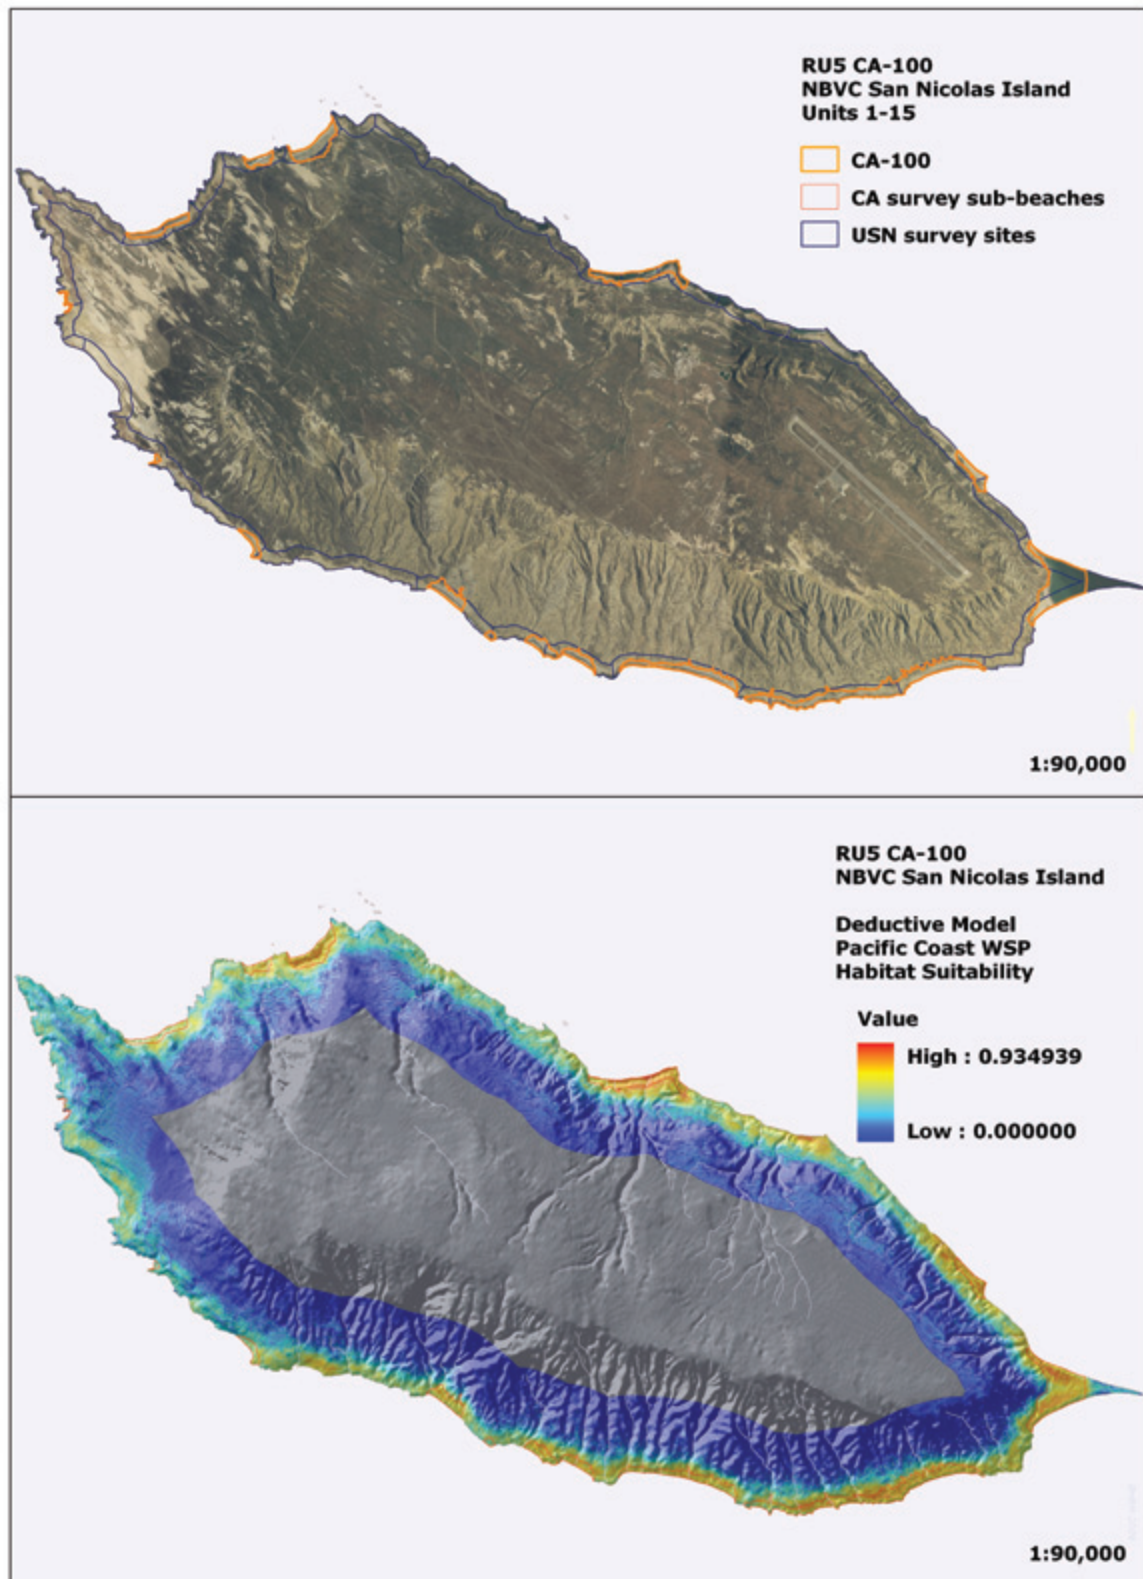 RU5 CA-100
NBVC San Nicolas Island
Units 1-15
CA-100
CA survey sub-beaches
USN survey sites
1:90,000
RU5 CA-100
NBVC San Nicolas Island
Deductive Model
Pacific Coast WSP
Habitat Suitability
Value
High : 0.934939
Low : 0.000000
1:90,000